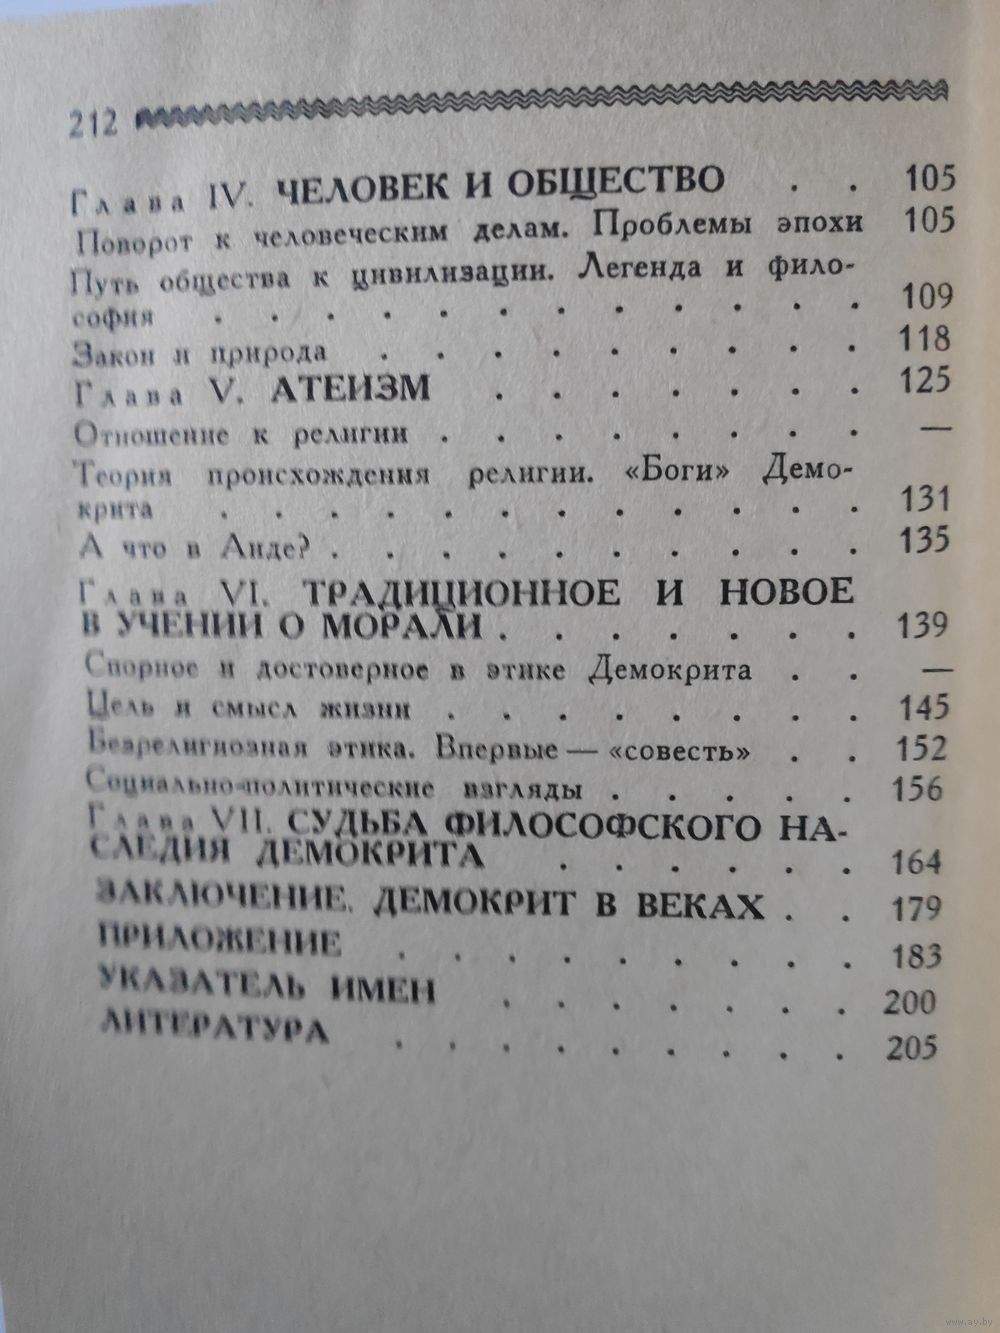 212
Глава IV. ЧЕЛОВЕК И ОБЩЕСТВО . . 105
Поворот к человеческим делам. Проблемы эпохи 105
Путь общества к цивилизации. Легенда и фило-
софия . . . . . . . . . . . . 109
Закон и природа . . . . . . . . . 118
Глава V. АТЕИЗМ . . . . . . . 125
Отношение к религии . . . . . . . . —
Теория происхождения религии. «Боги» Демо-
крита . . . . . . . . . . . . 131
А что в Аиде? . . . . . . . . . . 135
Глава VI. ТРАДИЦИОННОЕ И НОВОЕ
В УЧЕНИИ О МОРАЛИ . . . . . . . 139
Спорное и достоверное в этике Демокрита . . —
Цель и смысл жизни . . . . . . . . 145
Безрелигиозная этика. Впервые — «совесть» . . 152
Социально-политические взгляды . . . . . 156
Глава VII. СУДЬБА ФИЛОСОФСКОГО НА-
СЛЕДИЯ ДЕМОКРИТА . . . . . . 164
ЗАКЛЮЧЕНИЕ. ДЕМОКРИТ В ВЕКАХ . . 179
ПРИЛОЖЕНИЕ . . . . . . . . . 183
УКАЗАТЕЛЬ ИМЕН . . . . . . . 200
ЛИТЕРАТУРА . . . . . . . . . 205
www.ay.by